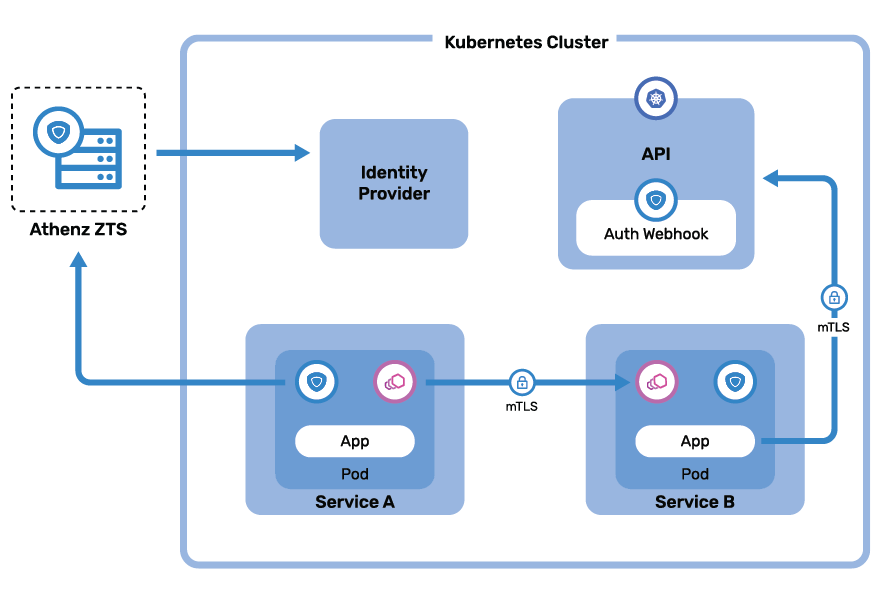 Kubernetes Cluster
Athenz ZTS
Identity
Provider
API
Auth Webhook
mTLS
mTLS
App
Pod
Service A
App
Pod
Service B